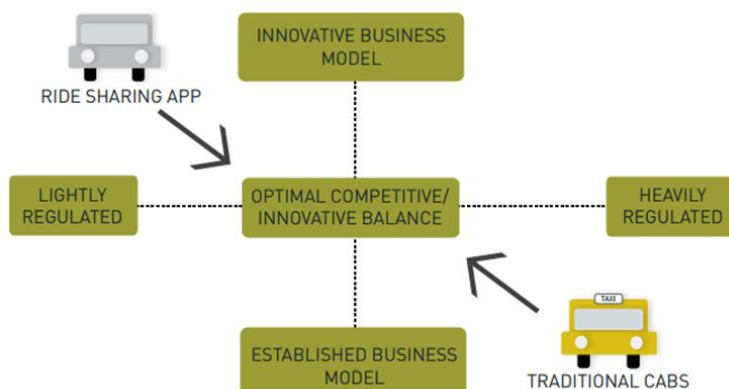 INNOVATIVE BUSINESS
MODEL
RIDE SHARING APP
LIGHTLY
REGULATED
OPTIMAL COMPETITIVE/
INNOVATIVE BALANCE
HEAVILY
REGULATED
TAXI
ESTABLISHED BUSINESS
MODEL
TRADITIONAL CABS